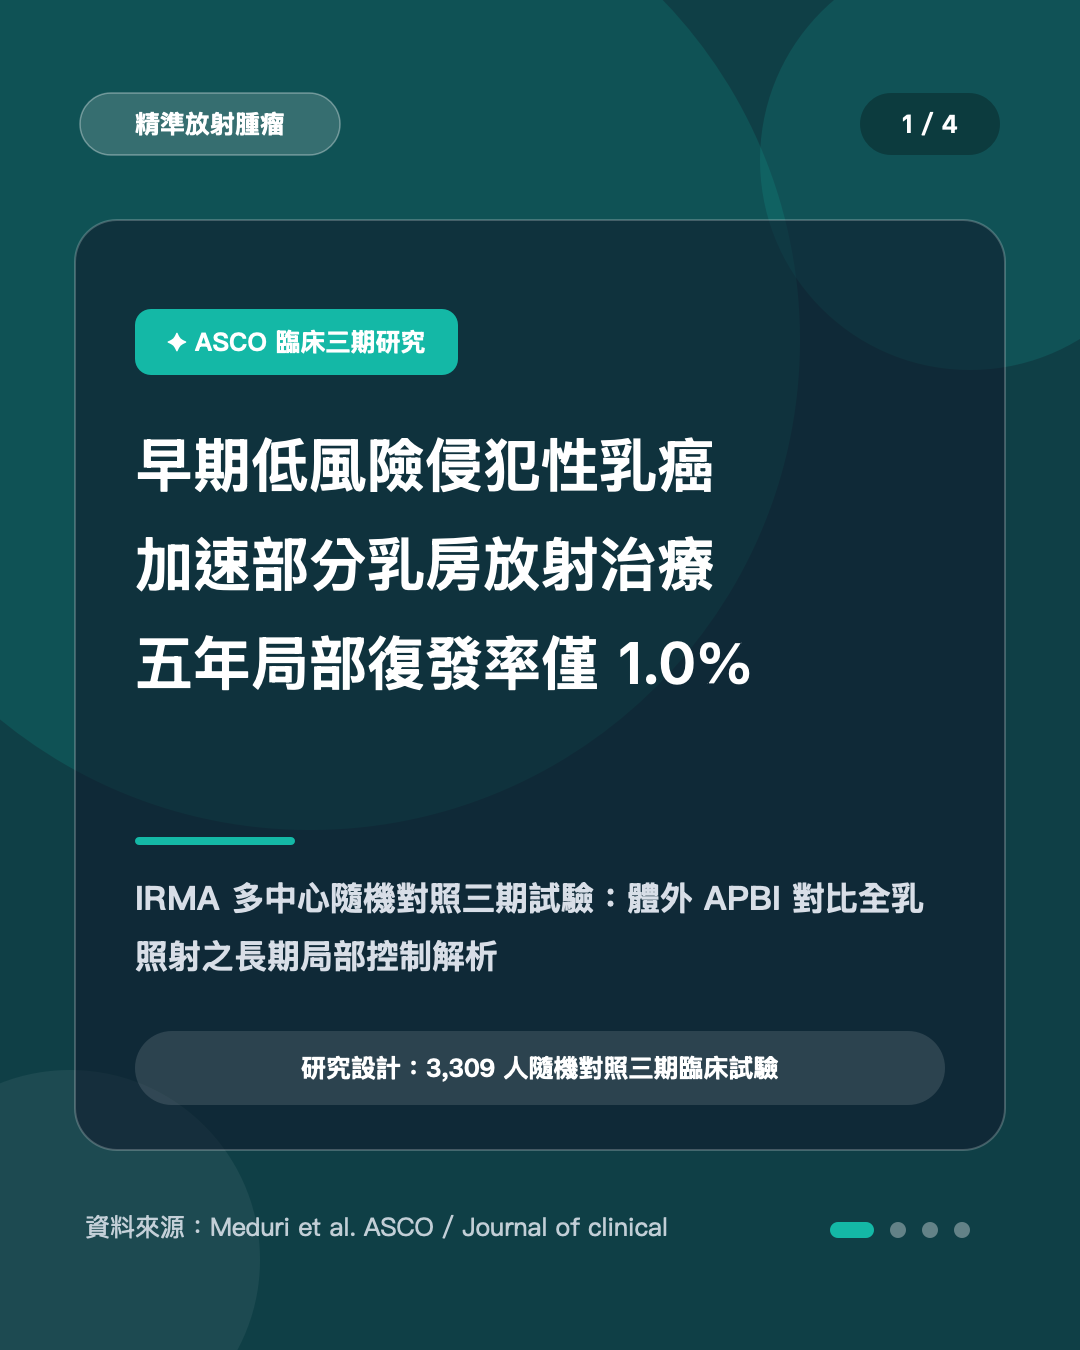 精準放射腫瘤
1 / 4
✦ ASCO 臨床三期研究
早期低風險侵犯性乳癌
加速部分乳房放射治療
五年局部復發率僅 1.0%
IRMA 多中心隨機對照三期試驗：體外 APBI 對比全乳
照射之長期局部控制解析
研究設計：3,309 人隨機對照三期臨床試驗
資料來源：Meduri et al. ASCO / Journal of clinical